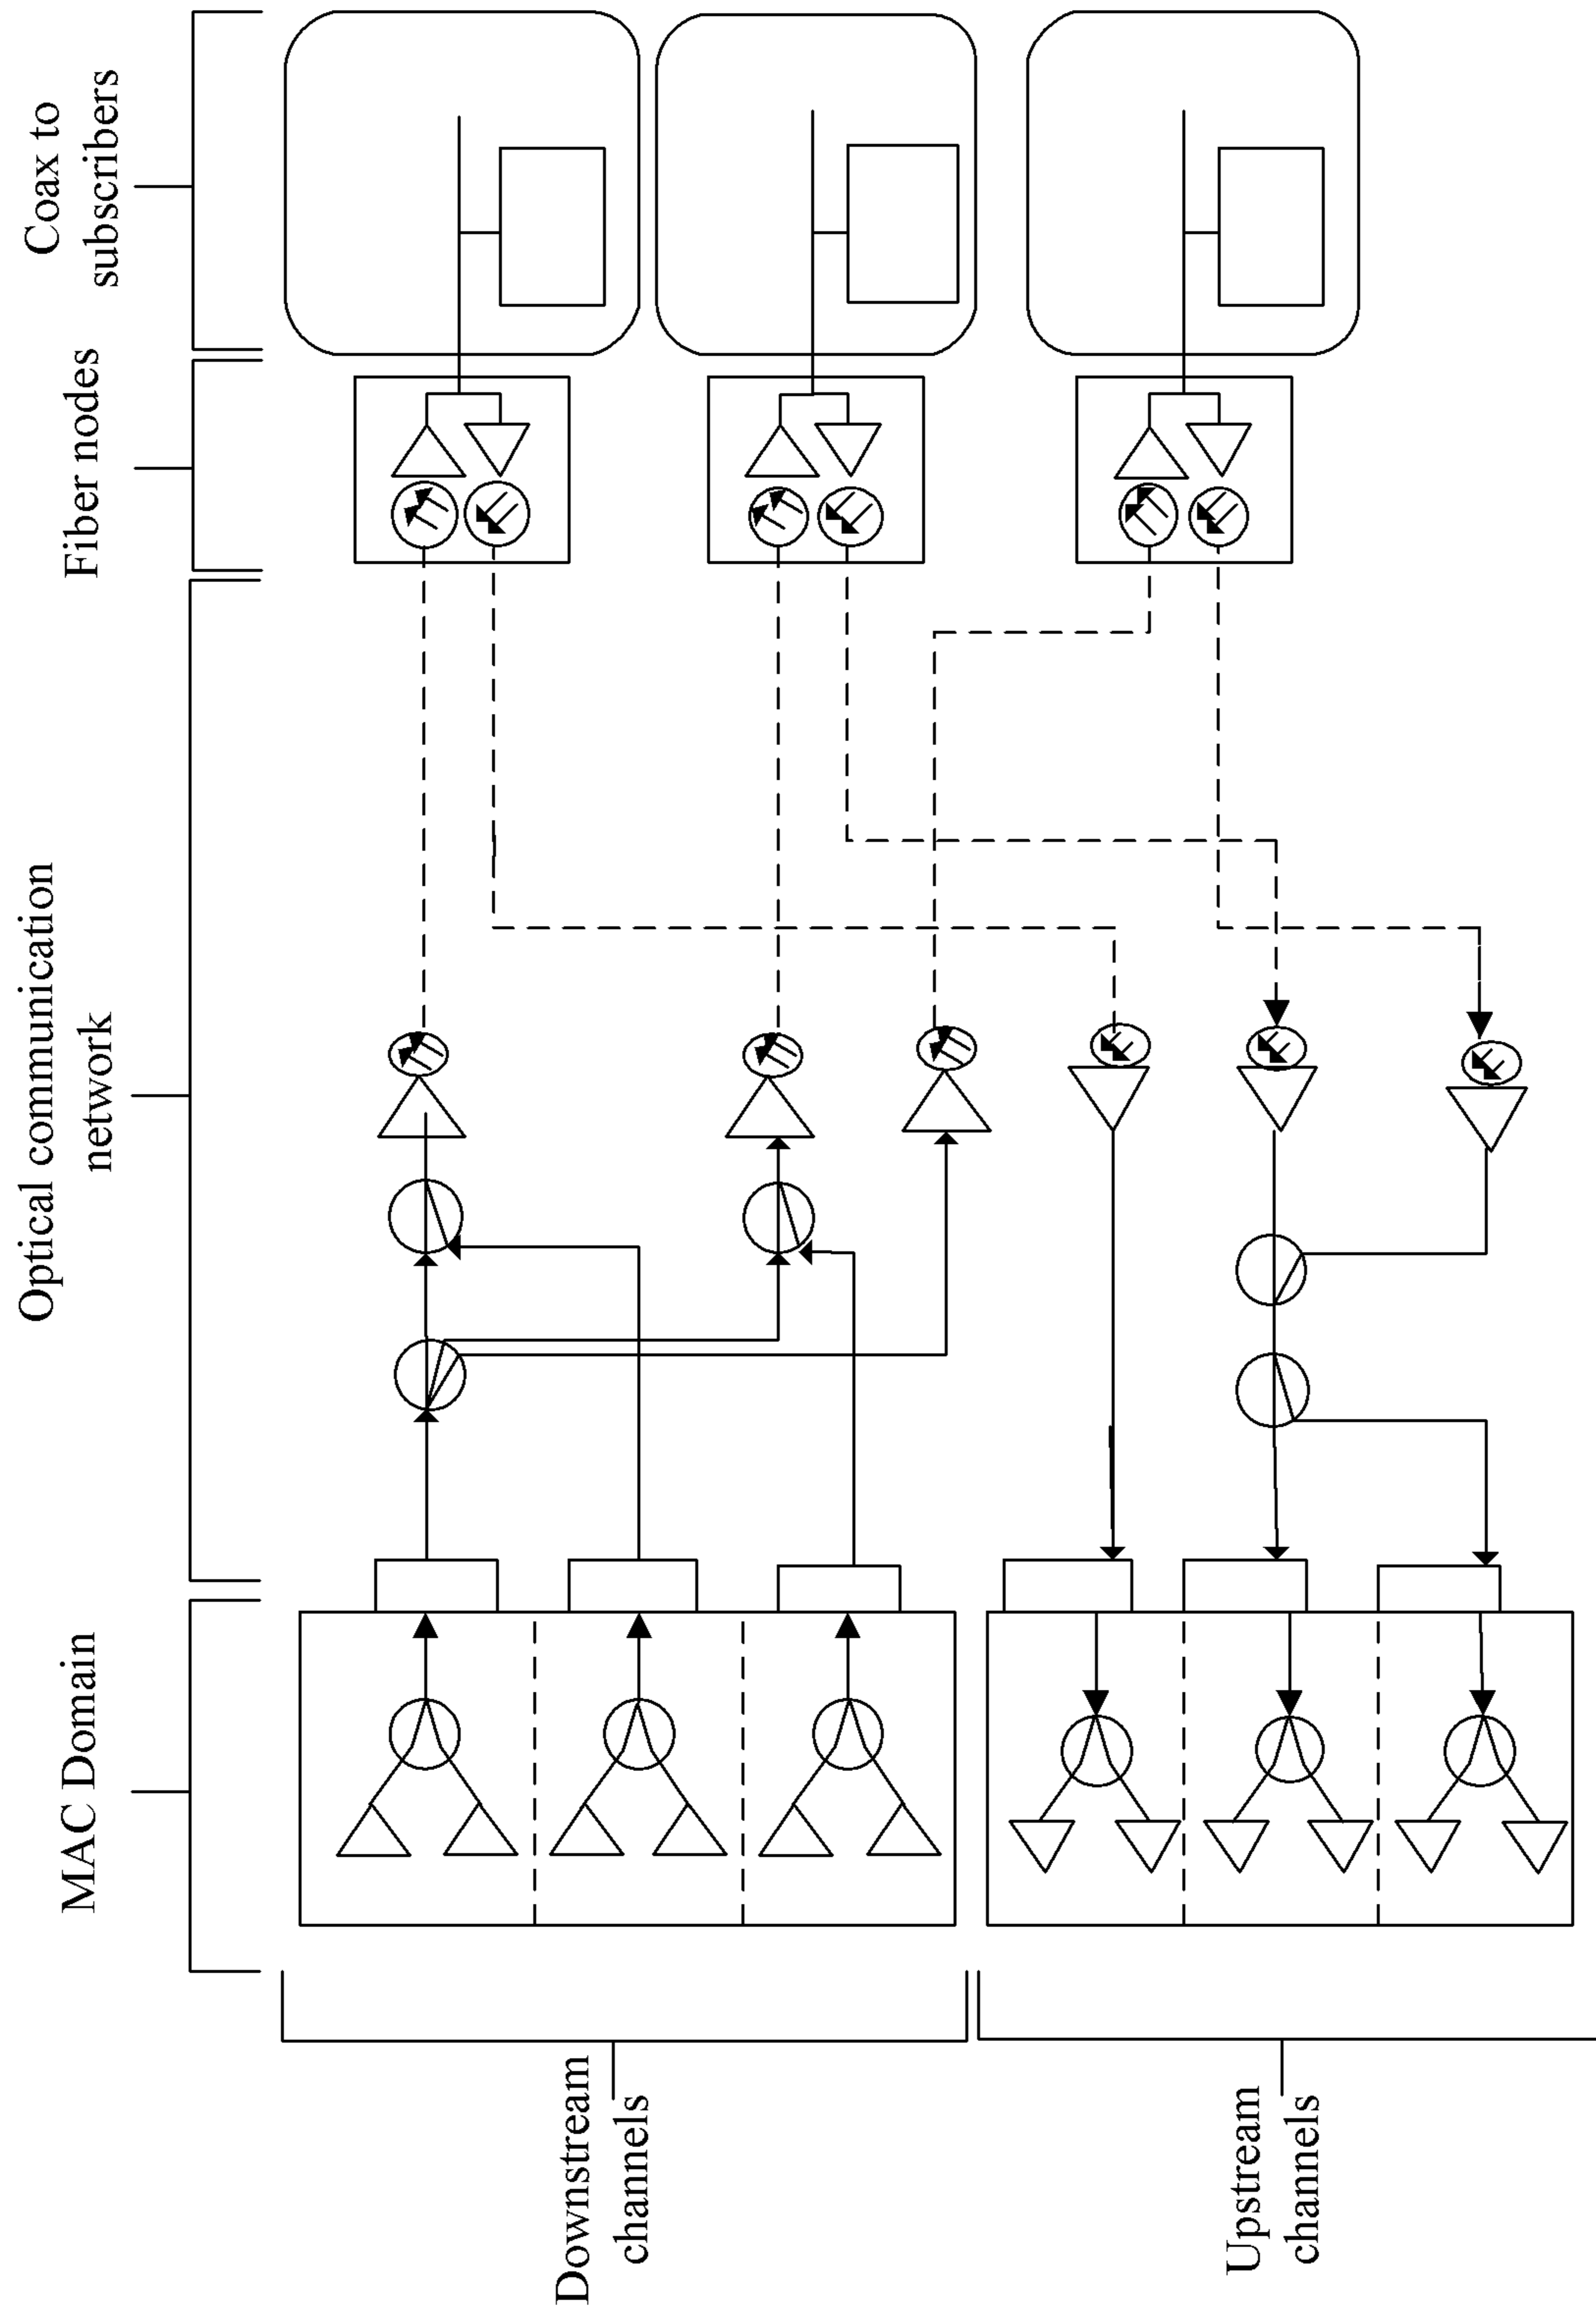 Coax to
subscribers
Fiber nodes
Optical communication
network
MAC Domain
Downstream
channels
Upstream
channels